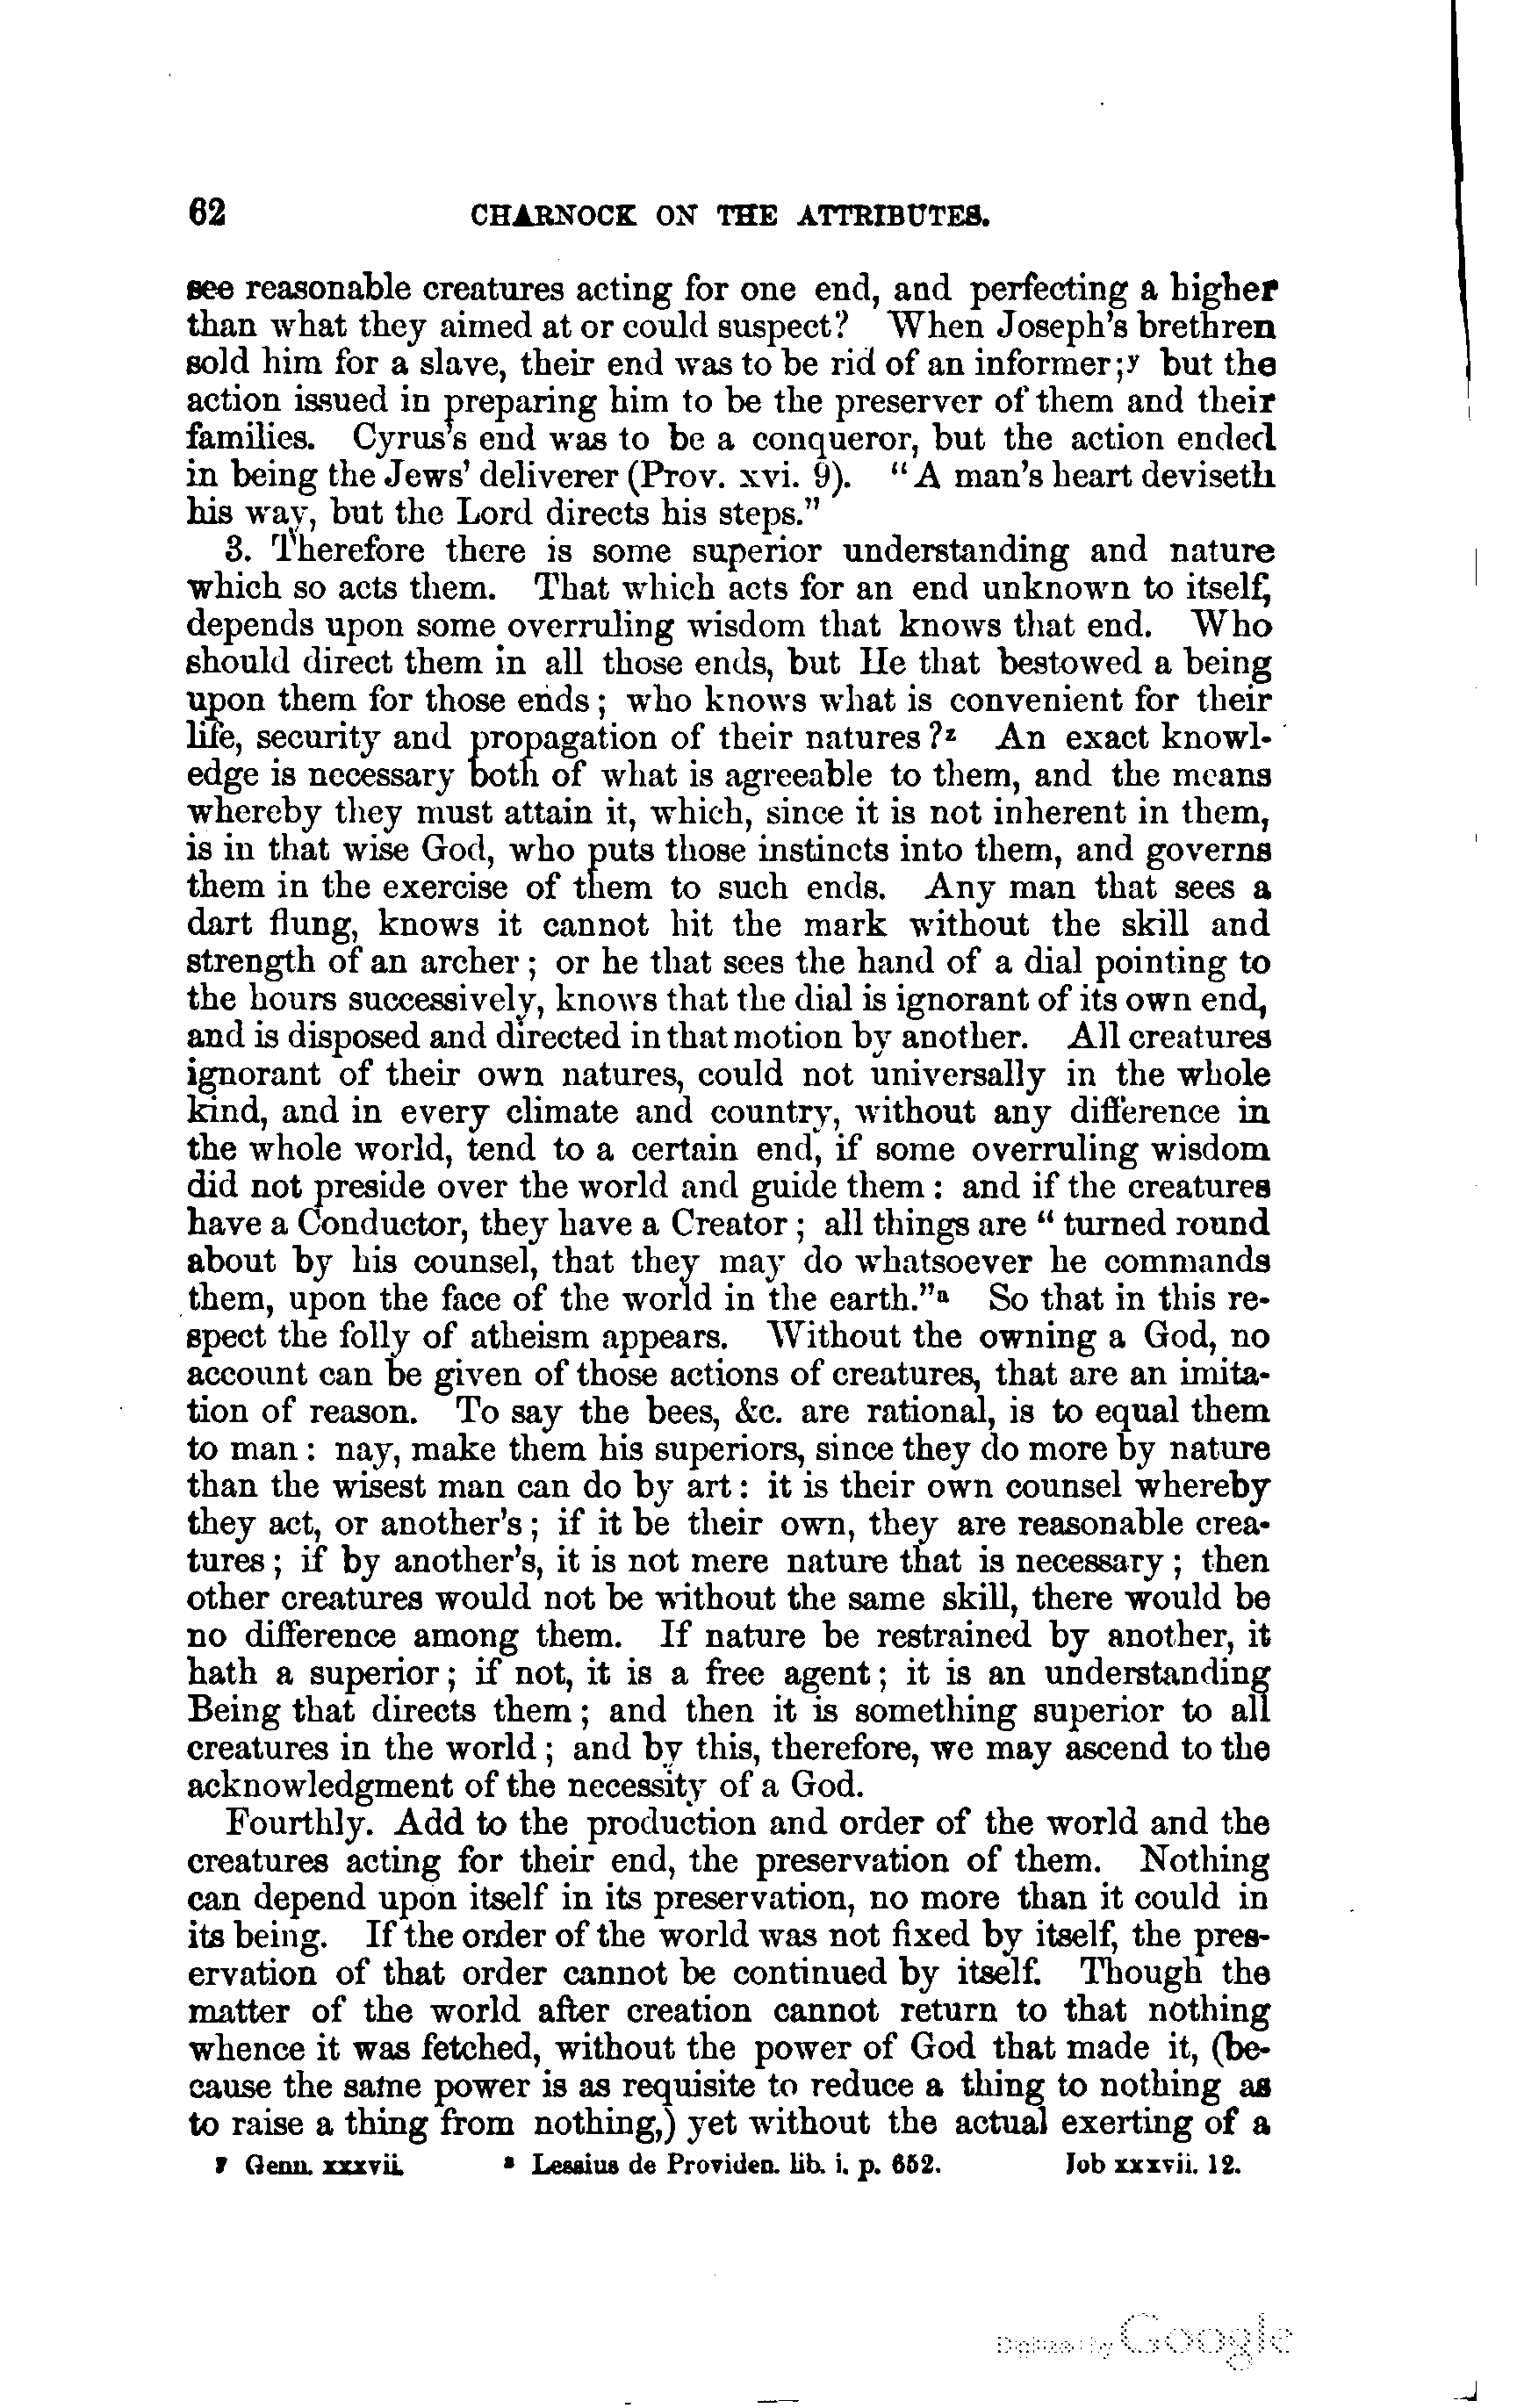 62 CHARNOCK ON THE ATTRIBUTES.
see reasonable creatures acting for one end, and perfecting a higher
than what they aimed at or could suspect? When Joseph's brethren
sold him for a slave, their end was to be rid of an informer;y but the
action issued in preparing him to be the preserver of them and their
families. Cyrus's end was to be a conqueror, but the action ended
in being the Jews' deliverer (Prov. xvi. 9). "A man's heart deviseth
his way, but the Lord directs his steps."
3. Therefore there is some superior understanding and nature
which so acts them. That which acts for an end unknown to itself,
depends upon some overruling wisdom that knows that end. Who
should direct them in all those ends, but He that bestowed a being
upon them for those ends; who knows what is convenient for their
life, security and propagation of their natures?z An exact knowl-
edge is necessary both of what is agreeable to them, and the means
whereby they must attain it, which, since it is not inherent in them,
is in that wise God, who puts those instincts into them, and governs
them in the exercise of them to such ends. Any man that sees a
dart flung, knows it cannot hit the mark without the skill and
strength of an archer; or he that sees the hand of a dial pointing to
the hours successively, knows that the dial is ignorant of its own end,
and is disposed and directed in that motion by another. All creatures
ignorant of their own natures, could not universally in the whole
kind, and in every climate and country, without any difference in
the whole world, tend to a certain end, if some overruling wisdom
did not preside over the world and guide them: and if the creatures
have a Conductor, they have a Creator; all things are "turned round
about by his counsel, that they may do whatsoever he commands
them, upon the face of the world in the earth."a So that in this re-
spect the folly of atheism appears. Without the owning a God, no
account can be given of those actions of creatures, that are an imita-
tion of reason. To say the bees, &c. are rational, is to equal them
to man: nay, make them his superiors, since they do more by nature
than the wisest man can do by art: it is their own counsel whereby
they act, or another's; if it be their own, they are reasonable crea-
tures; if by another's, it is not mere nature that is necessary; then
other creatures would not be without the same skill, there would be
no difference among them. If nature be restrained by another, it
hath a superior; if not, it is a free agent; it is an understanding
Being that directs them; and then it is something superior to all
creatures in the world; and by this, therefore, we may ascend to the
acknowledgment of the necessity of a God.
Fourthly. Add to the production and order of the world and the
creatures acting for their end, the preservation of them. Nothing
can depend upon itself in its preservation, no more than it could in
its being. If the order of the world was not fixed by itself, the pres-
ervation of that order cannot be continued by itself. Though the
matter of the world after creation cannot return to that nothing
whence it was fetched, without the power of God that made it, (be-
cause the same power is as requisite to reduce a thing to nothing as
to raise a thing from nothing,) yet without the actual exerting of a
y Genn. xxxvii. z Lessius de Providen. lib. i. p. 652. Job xxxvii. 12.
Digitized by Google